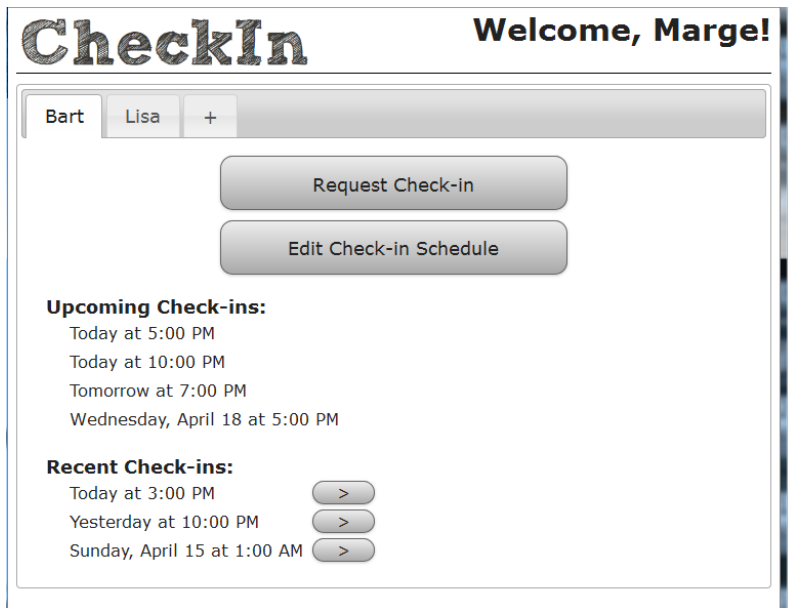 CheckIn
Welcome, Marge!
Bart
Lisa
+
Request Check-in
Edit Check-in Schedule
Upcoming Check-ins:
Today at 5:00 PM
Today at 10:00 PM
Tomorrow at 7:00 PM
Wednesday, April 18 at 5:00 PM
Recent Check-ins:
Today at 3:00 PM >
Yesterday at 10:00 PM >
Sunday, April 15 at 1:00 AM >